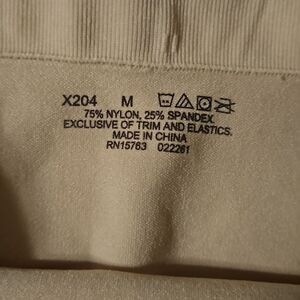 X204 M
75% NYLON, 25% SPANDEX
EXCLUSIVE OF TRIM AND ELASTICS.
MADE IN CHINA
RN15763 022261